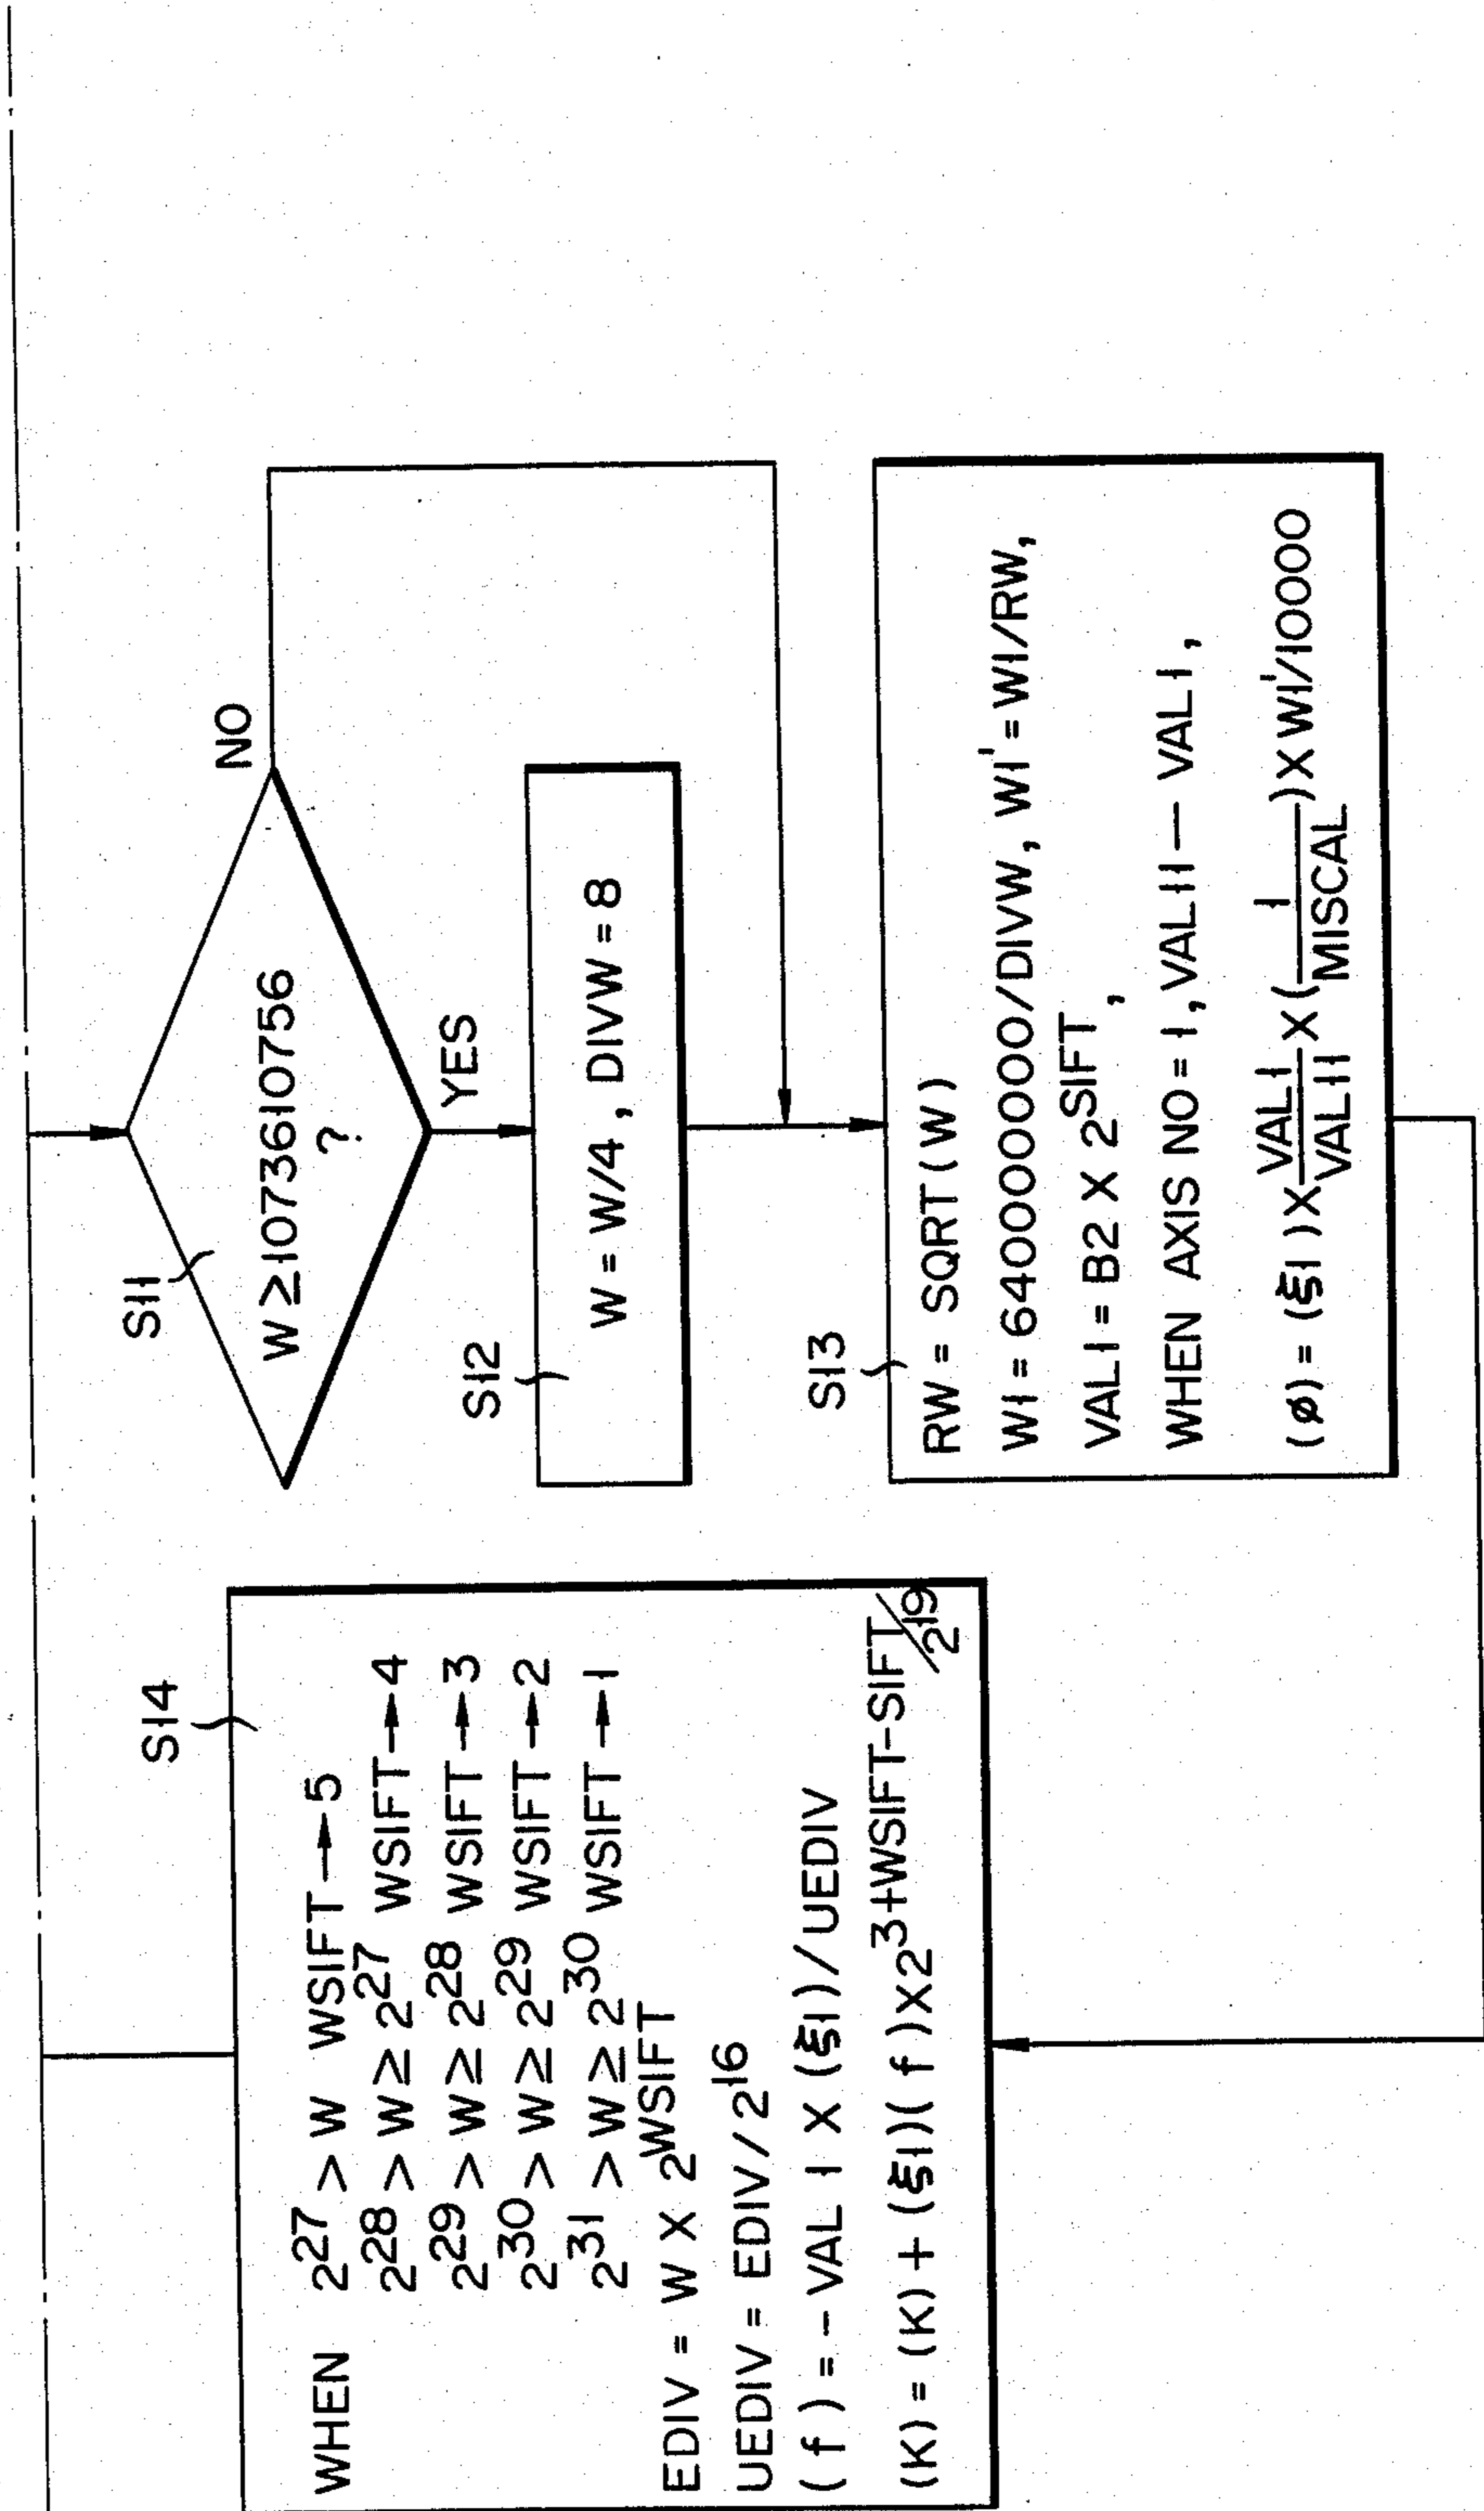 S11
W ≥ 1073610756
?
NO
YES
S12
W = W/4 , DIVW = 8
S13
RW = SQRT(W)
W1 = 640000000/DIVW, W1' = W1/RW,
VAL1 = B2 X 2^SIFT,
WHEN AXIS NO = 1, VAL11 — VAL1,
(ø) = (ξ1) X VAL1/VAL11 X (1/MISCAL) X W1'/10000
S14
WHEN 2^27 > W WSIFT → 5
2^28 > W ≥ 2^27 WSIFT → 4
2^29 > W ≥ 2^28 WSIFT → 3
2^30 > W ≥ 2^29 WSIFT → 2
2^31 > W ≥ 2^30 WSIFT → 1
EDIV = W X 2^WSIFT
UEDIV = EDIV / 2^16
(f) = - VAL 1 X (ξ1) / UEDIV
(K) = (K) + (ξ1)(f) X 2^3+WSIFT-SIFT / 2^19